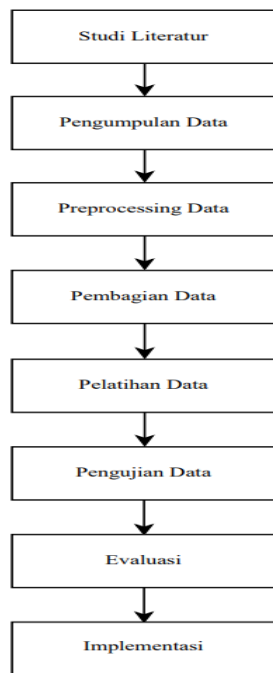 Studi Literatur
Pengumpulan Data
Preprocessing Data
Pembagian Data
Pelatihan Data
Pengujian Data
Evaluasi
Implementasi